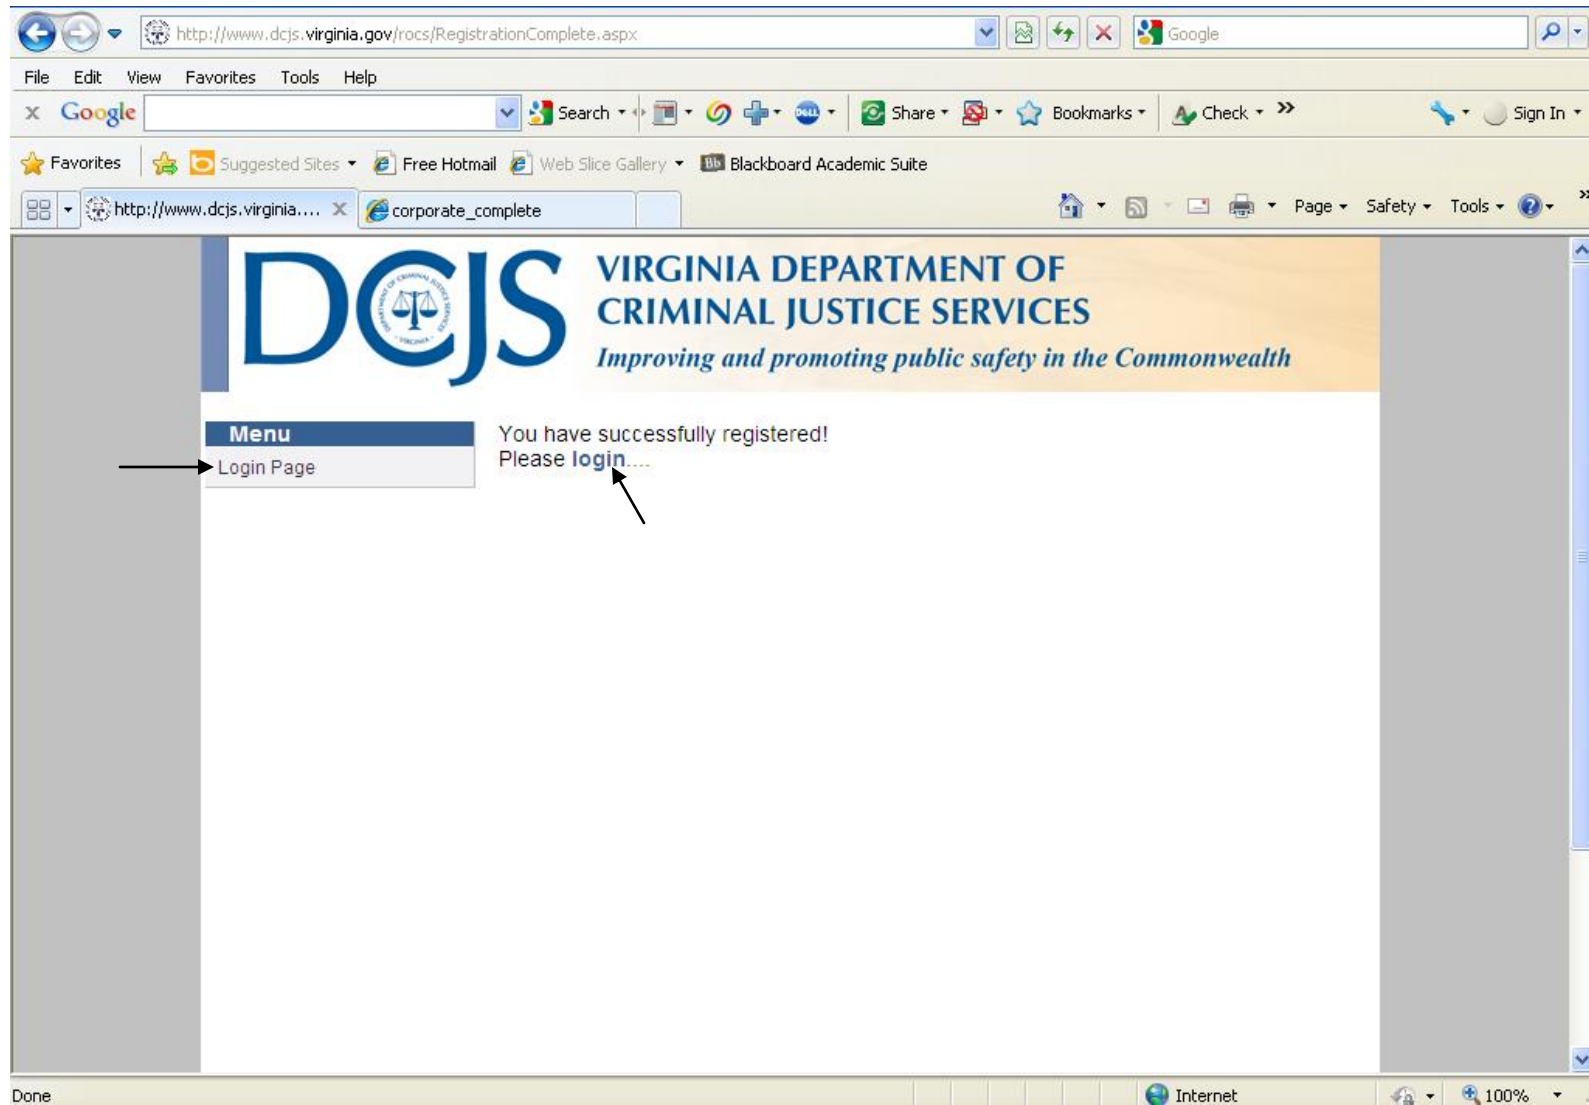 http://www.dcjs.virginia.gov/rocs/RegistrationComplete.aspx
Google
File Edit View Favorites Tools Help
x Google Search Share Bookmarks Check >> Sign In
Favorites Suggested Sites Free Hotmail Web Slice Gallery Bb Blackboard Academic Suite
http://www.dcjs.virginia.... X corporate_complete Page Safety Tools >>
DCJS
VIRGINIA DEPARTMENT OF
CRIMINAL JUSTICE SERVICES
Improving and promoting public safety in the Commonwealth
Menu
Login Page
You have successfully registered!
Please login....
Done Internet 100%